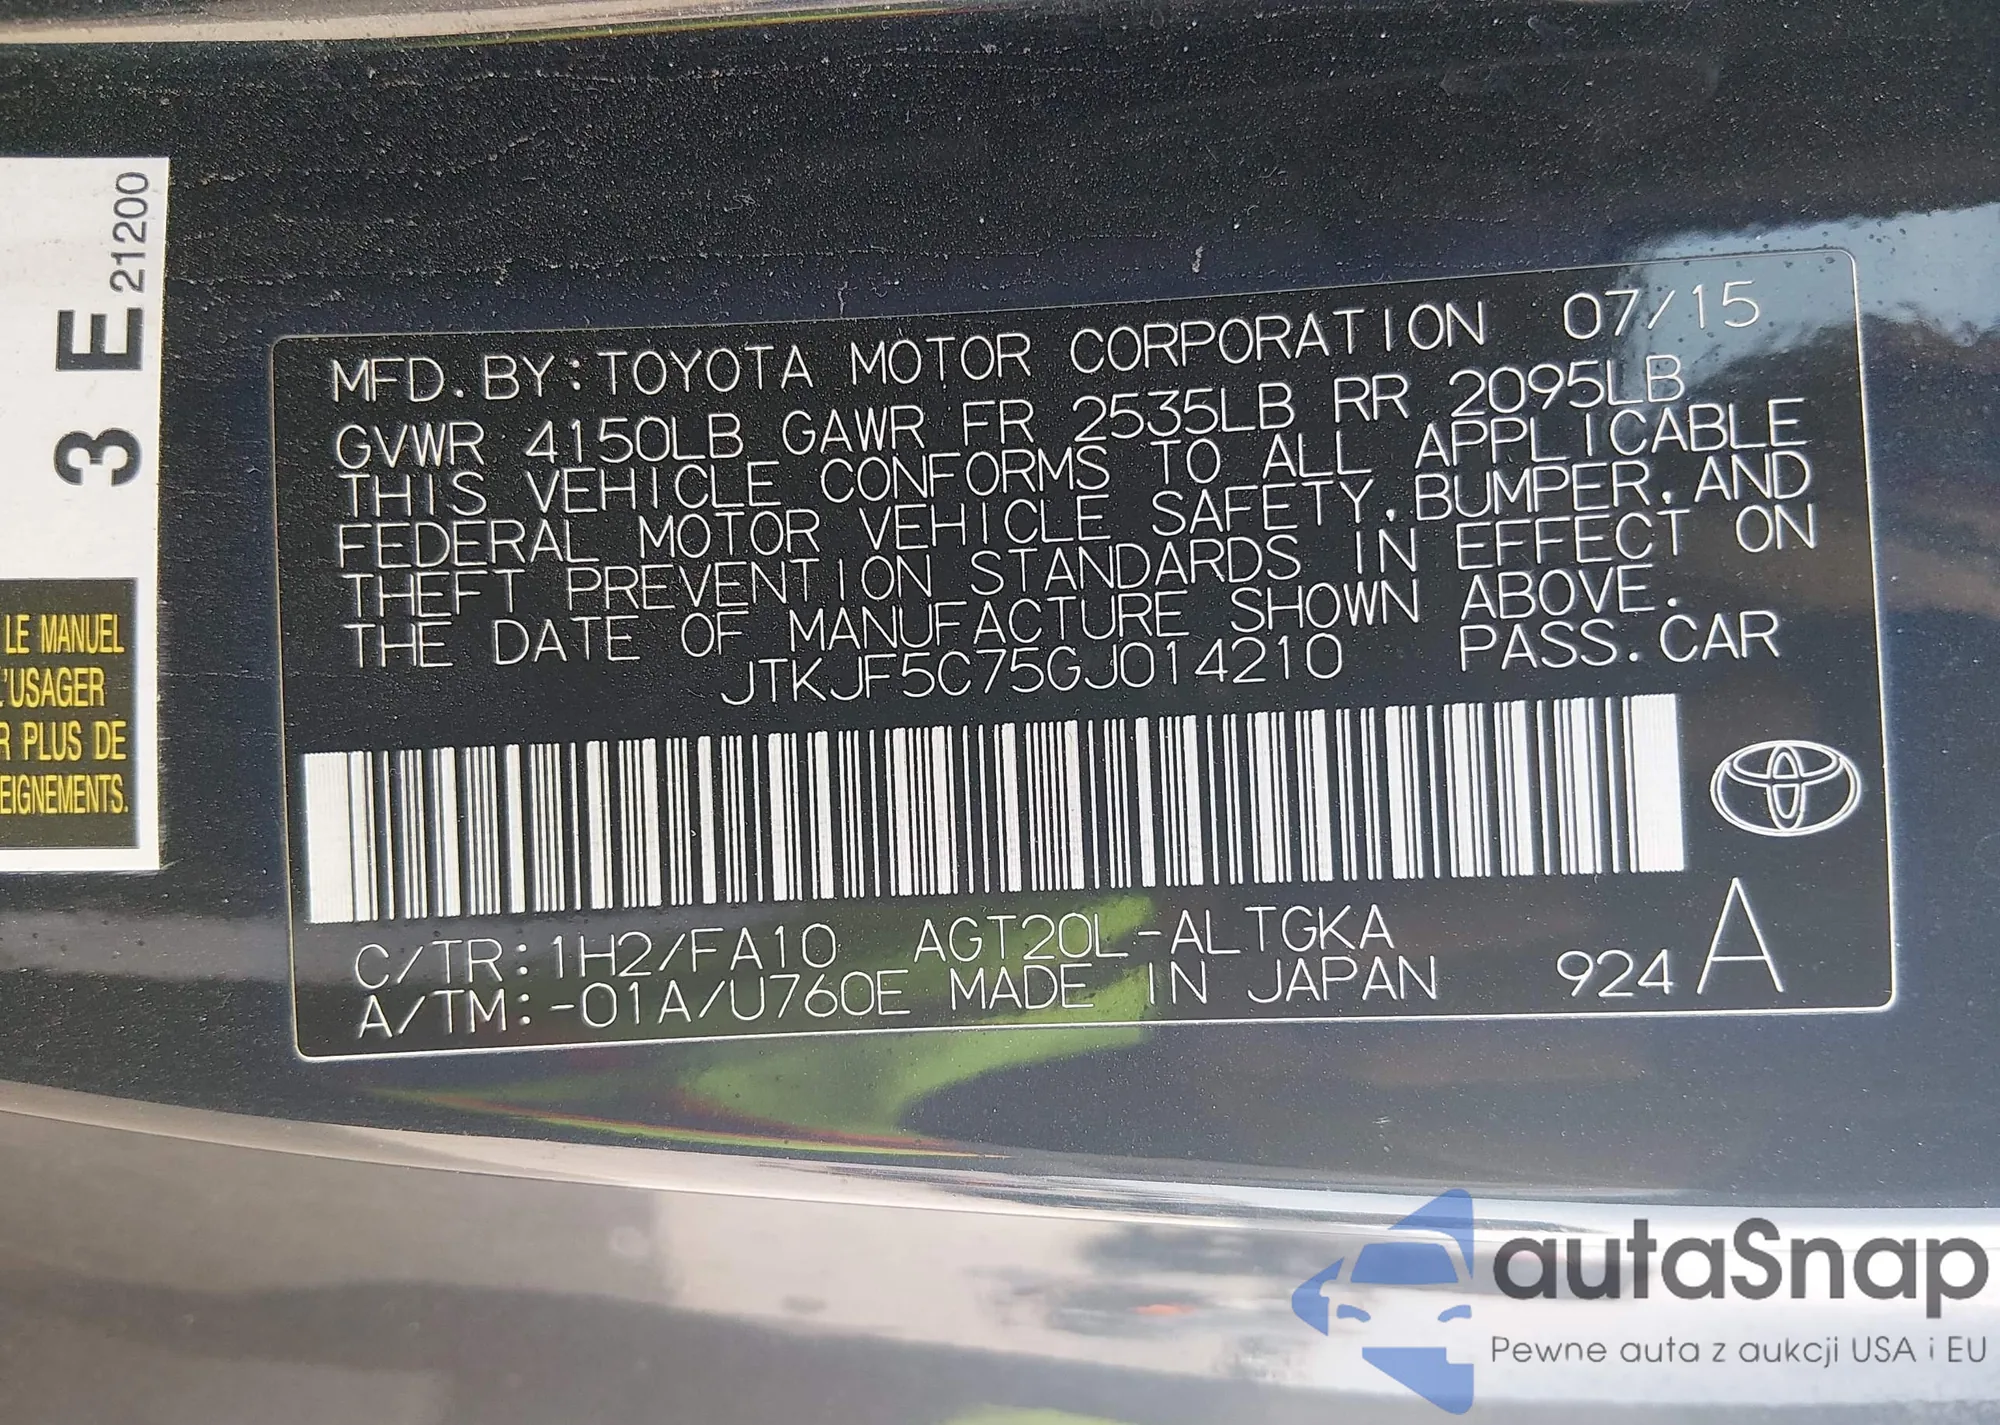 3 E 21200
LE MANUEL
L'USAGER
R PLUS DE
EIGNEMENTS.
MFD. BY: TOYOTA MOTOR CORPORATION 07/15
GVWR 4150LB GAWR FR 2535LB RR 2095LB
THIS VEHICLE CONFORMS TO ALL APPLICABLE
FEDERAL MOTOR VEHICLE SAFETY, BUMPER, AND
THEFT PREVENTION STANDARDS IN EFFECT ON
THE DATE OF MANUFACTURE SHOWN ABOVE.
JTKJF5C75GJ014210 PASS. CAR
C/TR: 1H2/FA10 AGT20L-ALTGKA
A/TM: -01A/U760E MADE IN JAPAN 924 A
autaSnap
Pewne auta z aukcji USA i EU